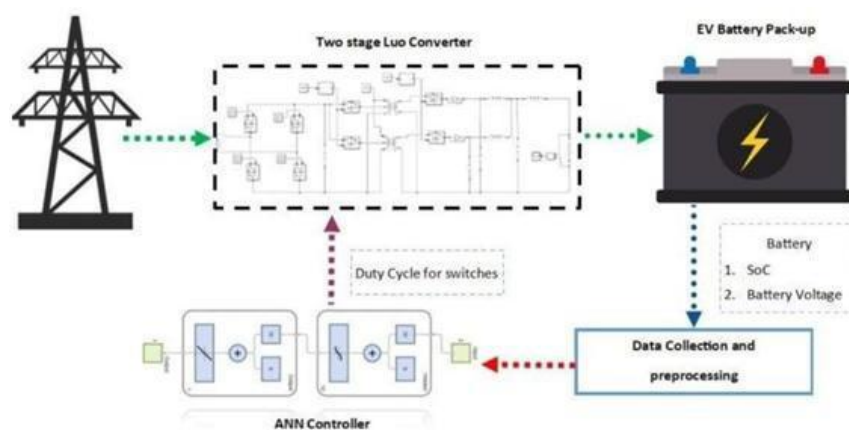 Two stage Luo Converter
EV Battery Pack-up
Duty Cycle for switches
Battery
1. SoC
2. Battery Voltage
Data Collection and
preprocessing
ANN Controller